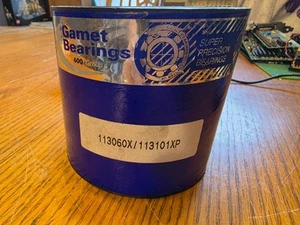 Gamet
Bearings
SUPER
PRECISION
BEARINGS
113060X/113101XP